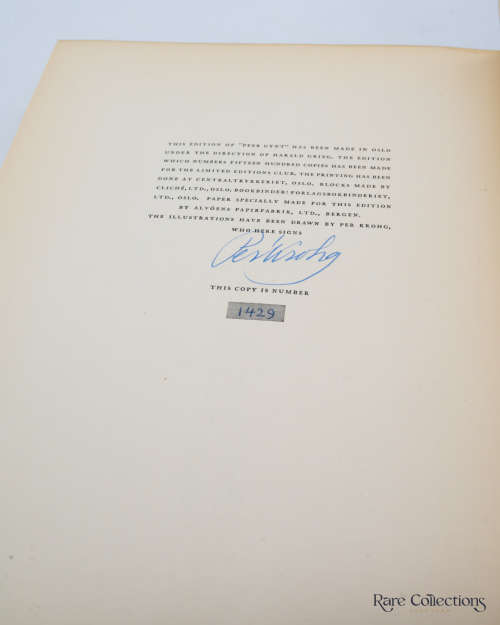 THIS EDITION OF "PEER GYNT" HAS BEEN MADE IN OSLO
UNDER THE DIRECTION OF HARALD GRIEG. THE EDITION
WHICH NUMBERS FIFTEEN HUNDRED COPIES HAS BEEN MADE
FOR THE LIMITED EDITIONS CLUB. THE PRINTING HAS BEEN
DONE AT CENTRALTRYKKERIET, OSLO. BLOCKS MADE BY
CLICHÉ, LTD., OSLO. BOOKBINDER: FORLAGSBOKBINDERIET,
LTD., OSLO. PAPER SPECIALLY MADE FOR THIS EDITION
BY ALVÖENS PAPIRFABRIK, LTD., BERGEN.
THE ILLUSTRATIONS HAVE BEEN DRAWN BY PER KROHG,
WHO HERE SIGNS
Per Krohg
THIS COPY IS NUMBER
1429
Rare Collections